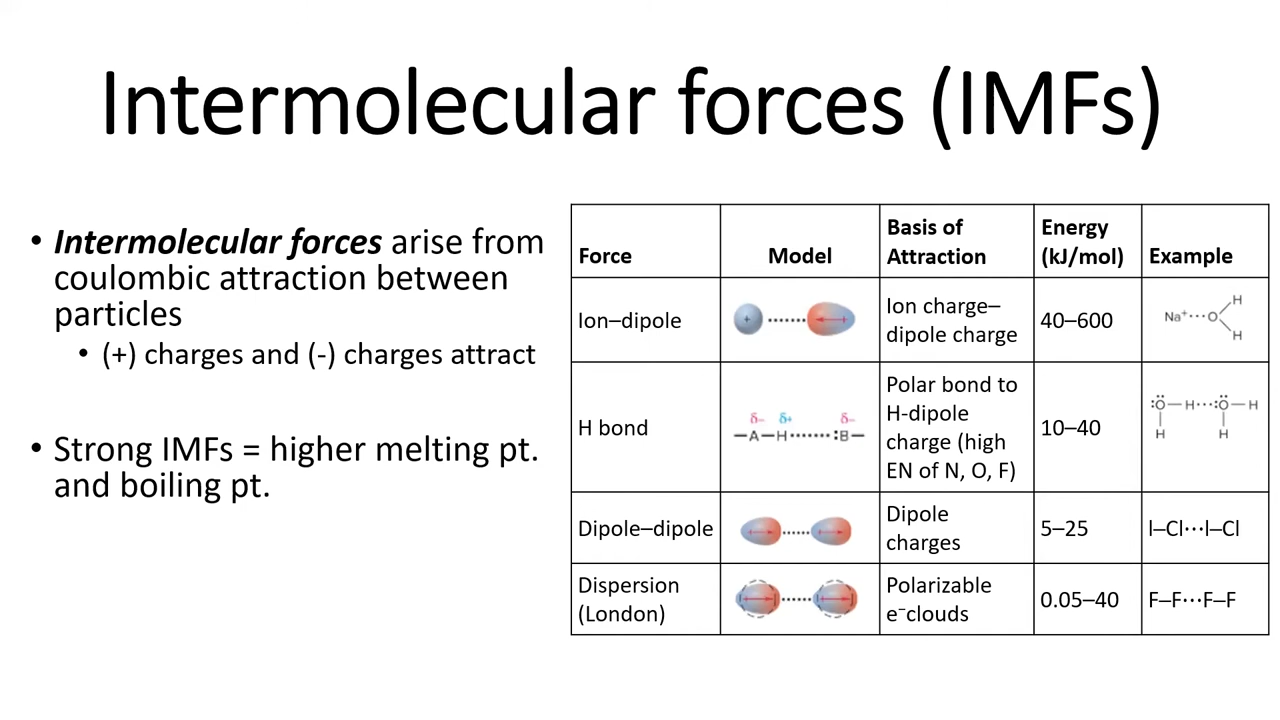 Intermolecular forces (IMFs)
• Intermolecular forces arise from
coulombic attraction between
particles
• (+) charges and (-) charges attract
• Strong IMFs = higher melting pt.
and boiling pt.
Force
Model
Basis of
Attraction
Energy
(kJ/mol)
Example
Ion–dipole
+
+
Ion charge–
dipole charge
40–600
Na⁺···O
H
H
H bond
δ− δ+ δ−
—A—H·······:B—
Polar bond to
H-dipole
charge (high
EN of N, O, F)
10–40
:Ö—H···:Ö—H
H H
Dipole–dipole
Dipole
charges
5–25
I–Cl···I–Cl
Dispersion
(London)
Polarizable
e⁻clouds
0.05–40
F–F···F–F